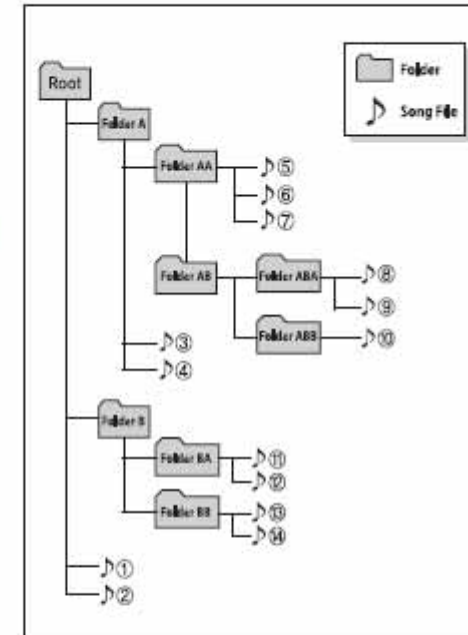 Root
Folder
Song File
Folder A
Folder AA
⑤
⑥
⑦
Folder AB
Folder ABA
⑧
⑨
Folder ABB
⑩
③
④
Folder B
Folder BA
⑪
⑫
Folder BB
⑬
⑭
①
②